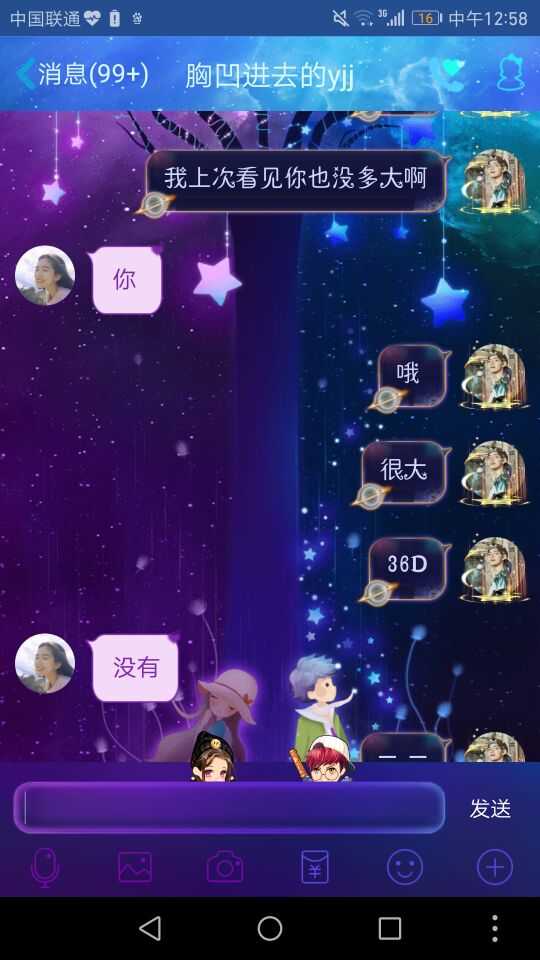 中国联通 3G 16 中午12:58
消息(99+) 胸凹进去的yjj
我上次看见你也没多大啊
你
哦
很大
36D
没有
发送